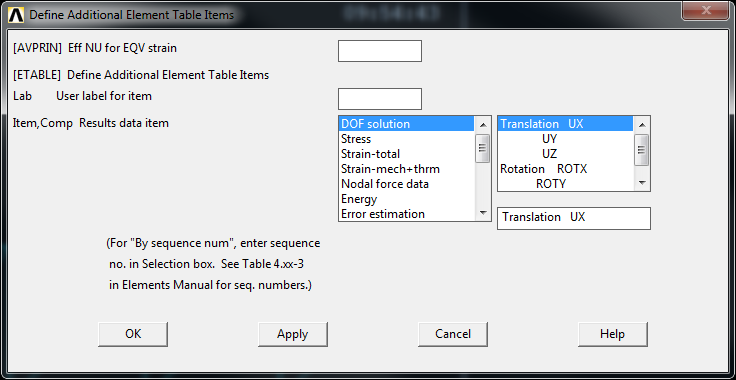 Define Additional Element Table Items
09:54:43
[AVPRIN] Eff NU for EQV strain
[ETABLE] Define Additional Element Table Items
Lab User label for item
Item,Comp Results data item
DOF solution
Stress
Strain-total
Strain-mech+thrm
Nodal force data
Energy
Error estimation
Translation UX
UY
UZ
Rotation ROTX
ROTY
Translation UX
(For "By sequence num", enter sequence
no. in Selection box. See Table 4.xx-3
in Elements Manual for seq. numbers.)
OK Apply Cancel Help